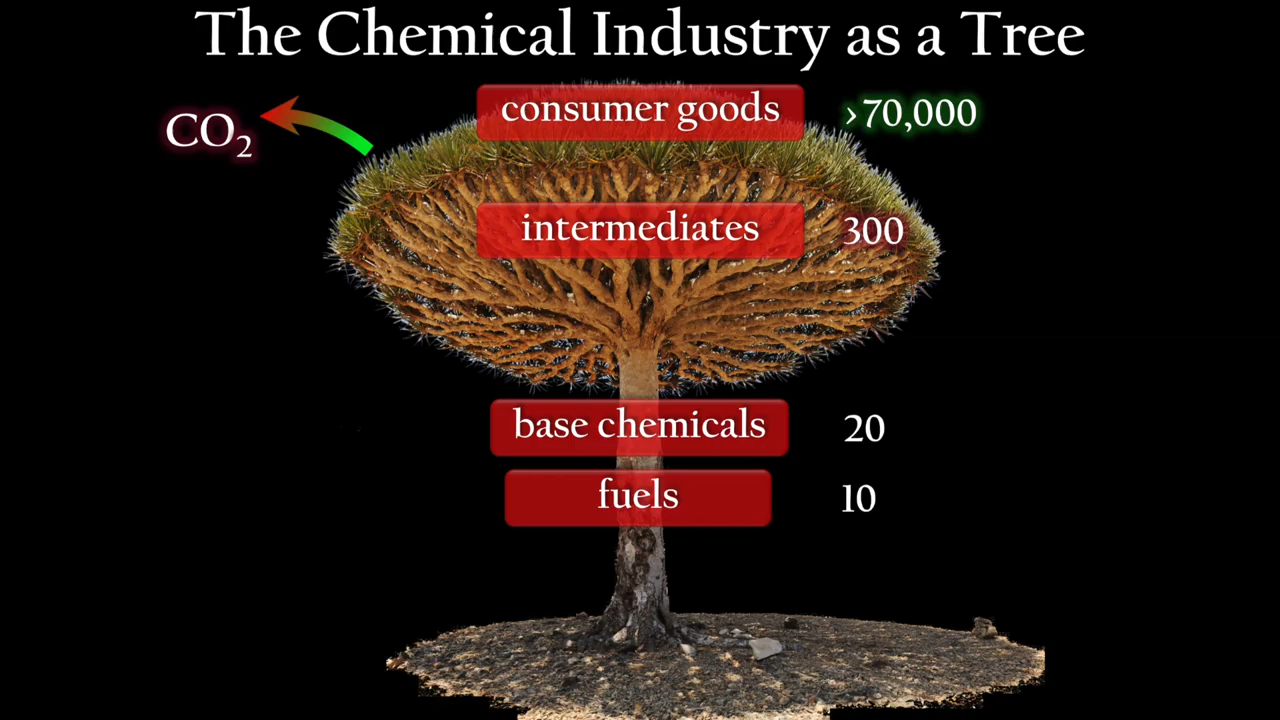 The Chemical Industry as a Tree
consumer goods >70,000
CO₂
intermediates 300
base chemicals 20
fuels 10